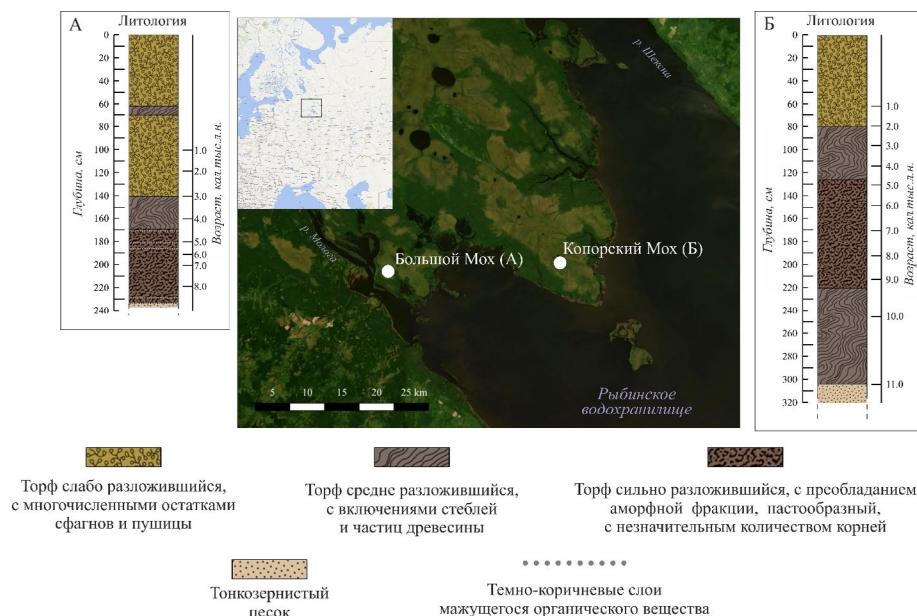 А
Литология
0
20
40
60
80
100
120
140
160
180
200
220
240
Глубина, см
1.0
2.0
3.0
4.0
5.0
6.0
7.0
8.0
Возраст, кал.тыс.л.н.
р. Шексна
р. Молога
Большой Мох (А)
Копорский Мох (Б)
5 10 15 20 25 km
Рыбинское
водохранилище
Б
Литология
0
20
40
60
80
100
120
140
160
180
200
220
240
260
280
300
320
Глубина, см
1.0
2.0
3.0
4.0
5.0
6.0
7.0
8.0
9.0
10.0
11.0
Возраст, кал.тыс.л.н.
Торф слабо разложившийся,
с многочисленными остатками
сфагнов и пушицы
Торф средне разложившийся,
с включениями стеблей
и частиц древесины
Торф сильно разложившийся, с преобладанием
аморфной фракции, пастообразный,
с незначительным количеством корней
Тонкозернистый
песок
Темно-коричневые слои
мажущегося органического вещества